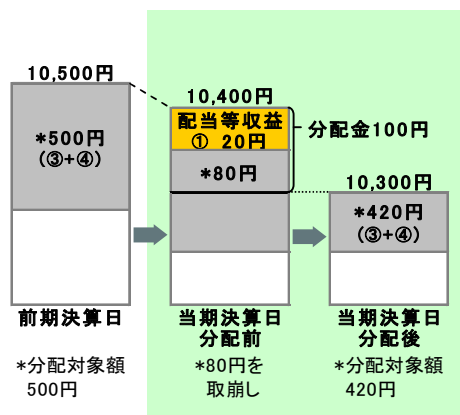 10,500円
*500円
(③+④)
前期決算日
*分配対象額
500円
10,400円
配当等収益
① 20円
*80円
分配金100円
当期決算日
分配前
*80円を
取崩し
10,300円
*420円
(③+④)
当期決算日
分配後
*分配対象額
420円